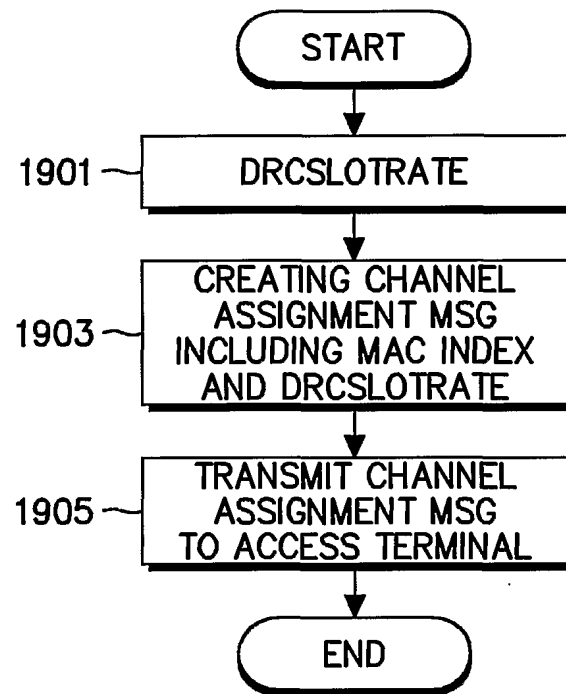 START
1901
DRCSLOTRATE
1903
CREATING CHANNEL
ASSIGNMENT MSG
INCLUDING MAC INDEX
AND DRCSLOTRATE
1905
TRANSMIT CHANNEL
ASSIGNMENT MSG
TO ACCESS TERMINAL
END